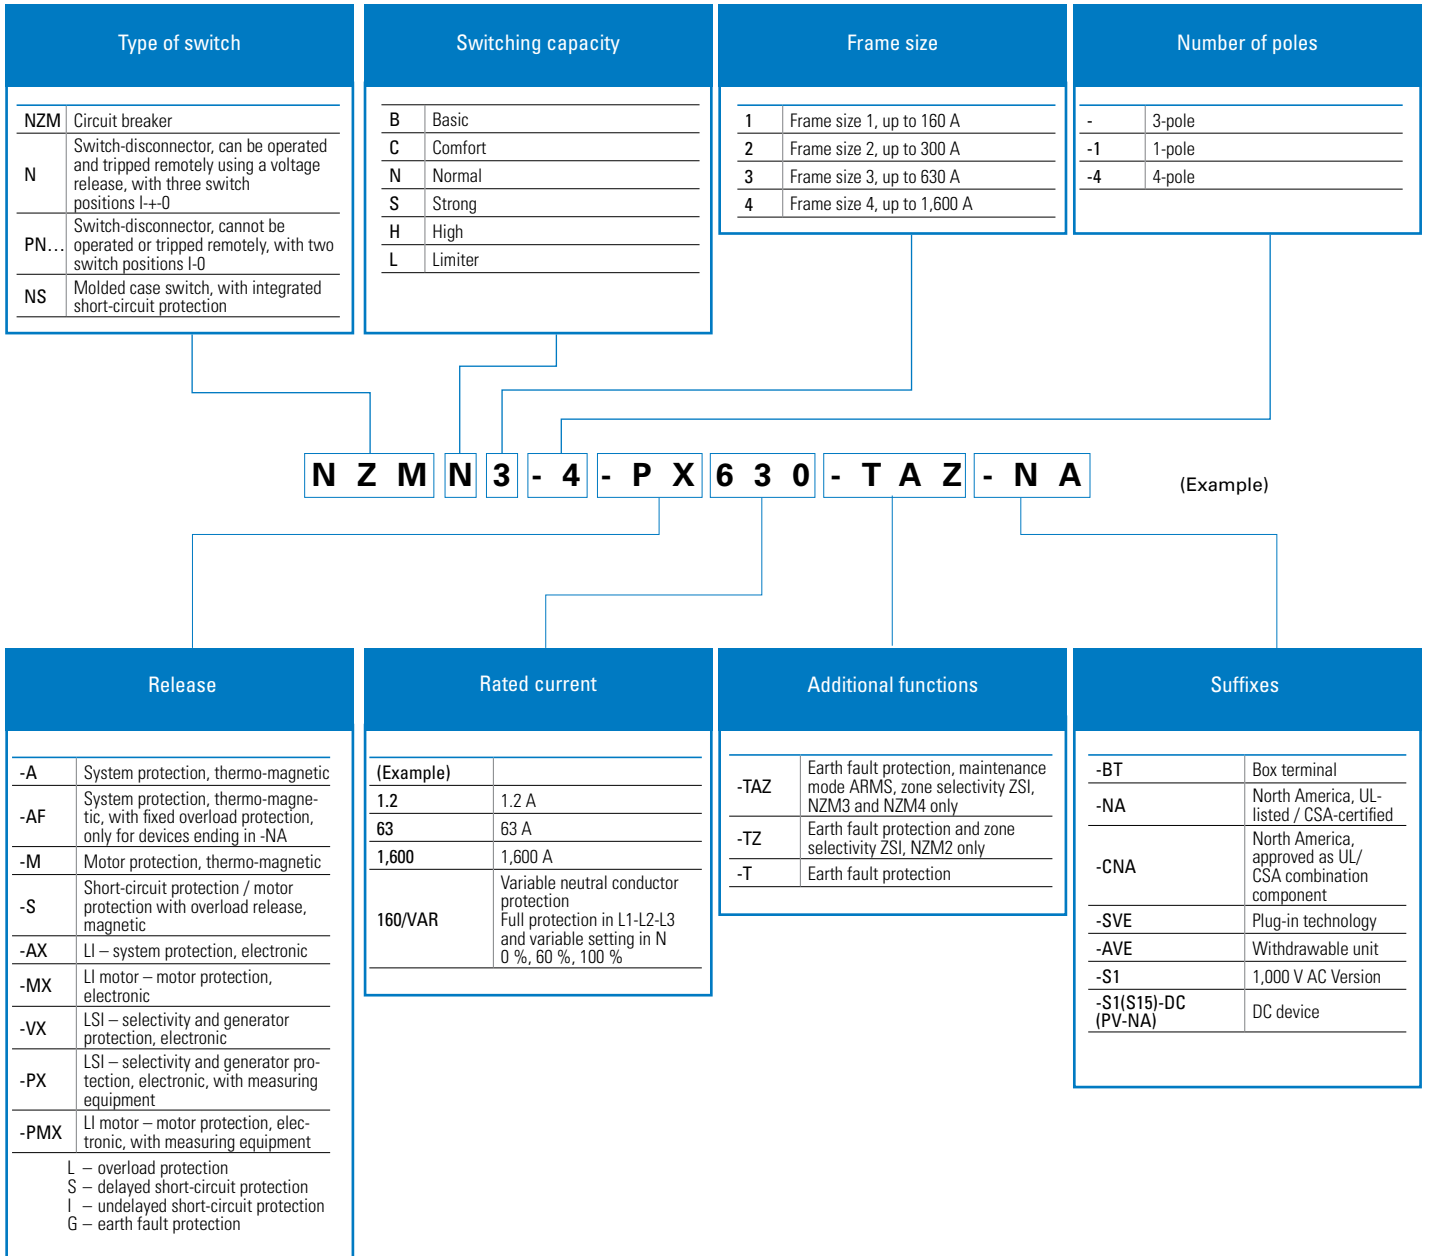 Type of switch
NZM Circuit breaker
N Switch-disconnector, can be operated
and tripped remotely using a voltage
release, with three switch
positions I-+-0
PN… Switch-disconnector, cannot be
operated or tripped remotely, with two
switch positions I-0
NS Molded case switch, with integrated
short-circuit protection
Switching capacity
B Basic
C Comfort
N Normal
S Strong
H High
L Limiter
Frame size
1 Frame size 1, up to 160 A
2 Frame size 2, up to 300 A
3 Frame size 3, up to 630 A
4 Frame size 4, up to 1,600 A
Number of poles
- 3-pole
-1 1-pole
-4 4-pole
N Z M N 3 - 4 - P X 6 3 0 - T A Z - N A (Example)
Release
-A System protection, thermo-magnetic
-AF System protection, thermo-magne-
tic, with fixed overload protection,
only for devices ending in -NA
-M Motor protection, thermo-magnetic
-S Short-circuit protection / motor
protection with overload release,
magnetic
-AX LI – system protection, electronic
-MX LI motor – motor protection,
electronic
-VX LSI – selectivity and generator
protection, electronic
-PX LSI – selectivity and generator pro-
tection, electronic, with measuring
equipment
-PMX LI motor – motor protection, elec-
tronic, with measuring equipment
L – overload protection
S – delayed short-circuit protection
I – undelayed short-circuit protection
G – earth fault protection
Rated current
(Example)
1.2 1.2 A
63 63 A
1,600 1,600 A
160/VAR Variable neutral conductor
protection
Full protection in L1-L2-L3
and variable setting in N
0 %, 60 %, 100 %
Additional functions
-TAZ Earth fault protection, maintenance
mode ARMS, zone selectivity ZSI,
NZM3 and NZM4 only
-TZ Earth fault protection and zone
selectivity ZSI, NZM2 only
-T Earth fault protection
Suffixes
-BT Box terminal
-NA North America, UL-
listed / CSA-certified
-CNA North America,
approved as UL/
CSA combination
component
-SVE Plug-in technology
-AVE Withdrawable unit
-S1 1,000 V AC Version
-S1(S15)-DC
(PV-NA) DC device